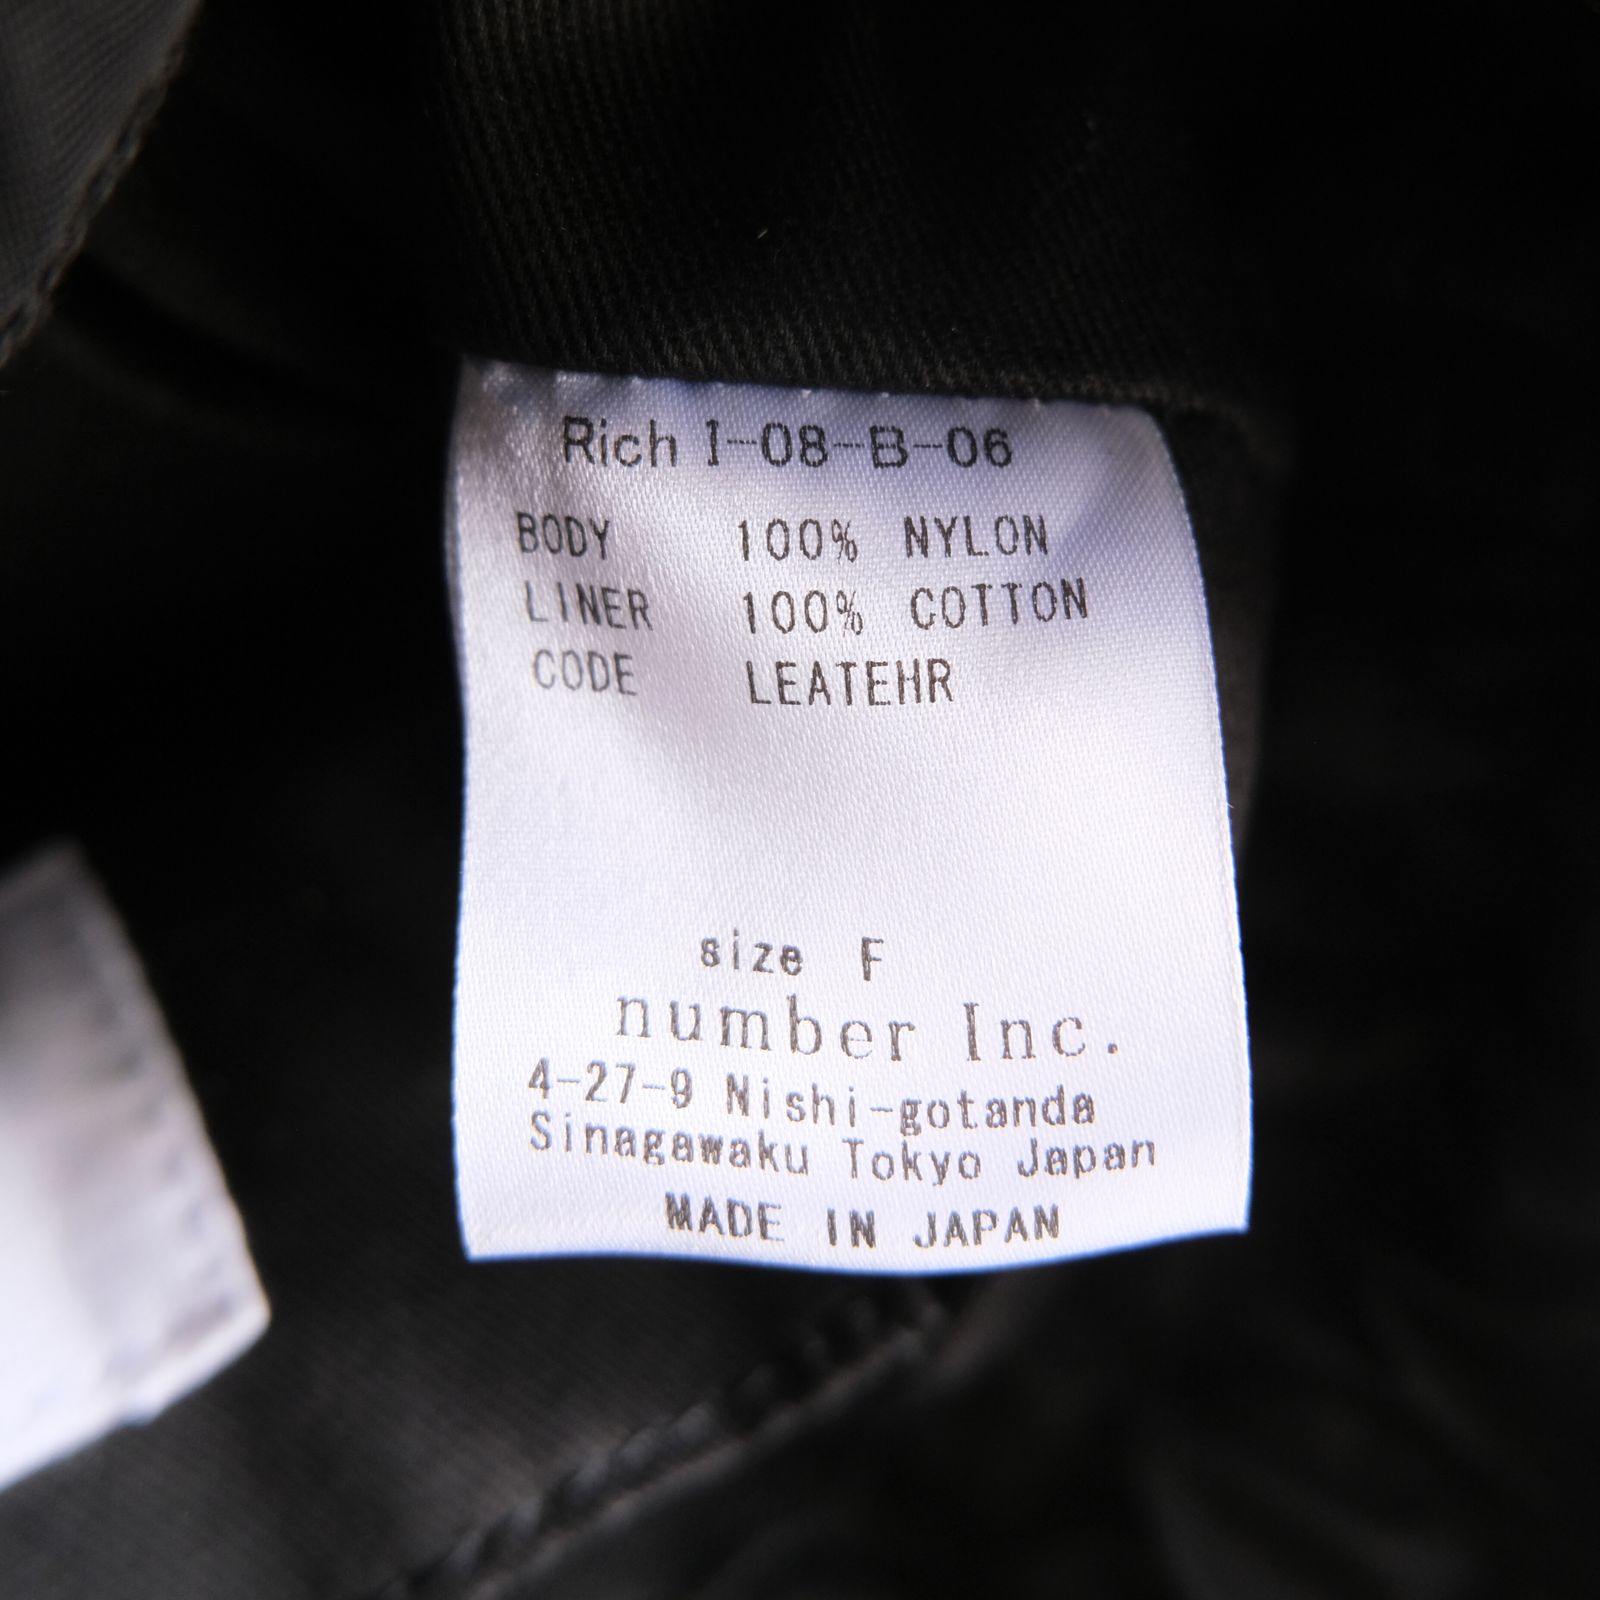 Rich I-08-B-06
BODY 100% NYLON
LINER 100% COTTON
CODE LEATEHR
size F
number Inc.
4-27-9 Nishi-gotanda
Sinagawaku Tokyo Japan
MADE IN JAPAN